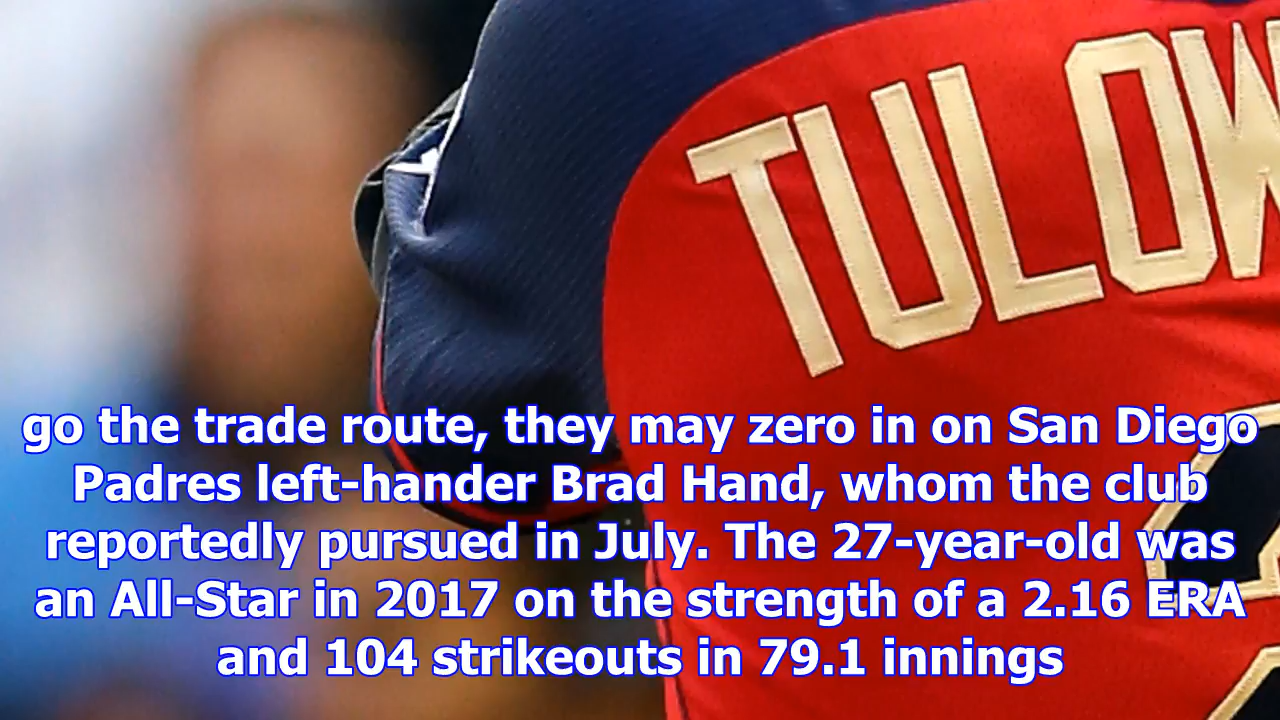 TULOW
go the trade route, they may zero in on San Diego
Padres left-hander Brad Hand, whom the club
reportedly pursued in July. The 27-year-old was
an All-Star in 2017 on the strength of a 2.16 ERA
and 104 strikeouts in 79.1 innings